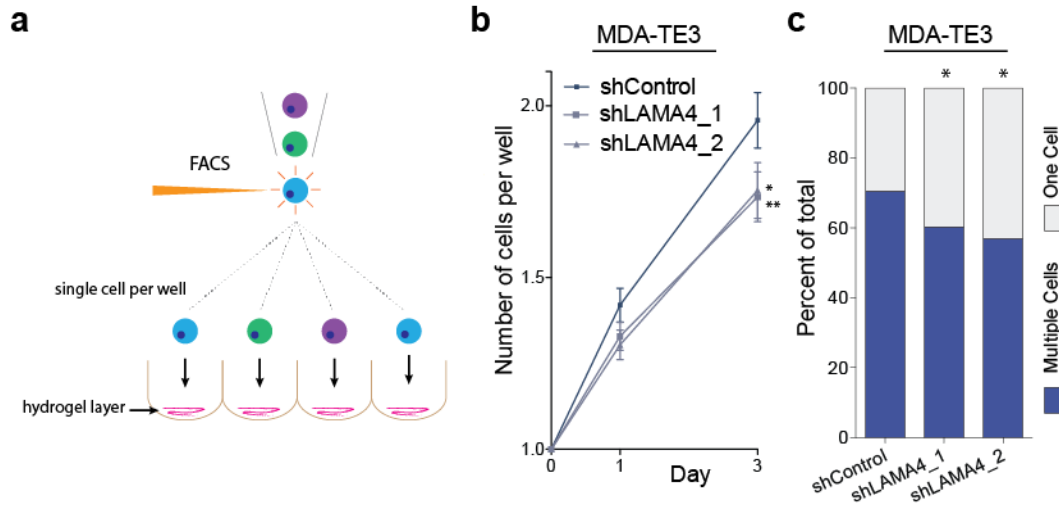 a
FACS
single cell per well
hydrogel layer
b
MDA-TE3
shControl
shLAMA4_1
shLAMA4_2
Number of cells per well
2.0
1.5
1.0
*
**
0
1
3
Day
c
MDA-TE3
*
*
Percent of total
100
80
60
40
20
0
shControl
shLAMA4_1
shLAMA4_2
One Cell
Multiple Cells